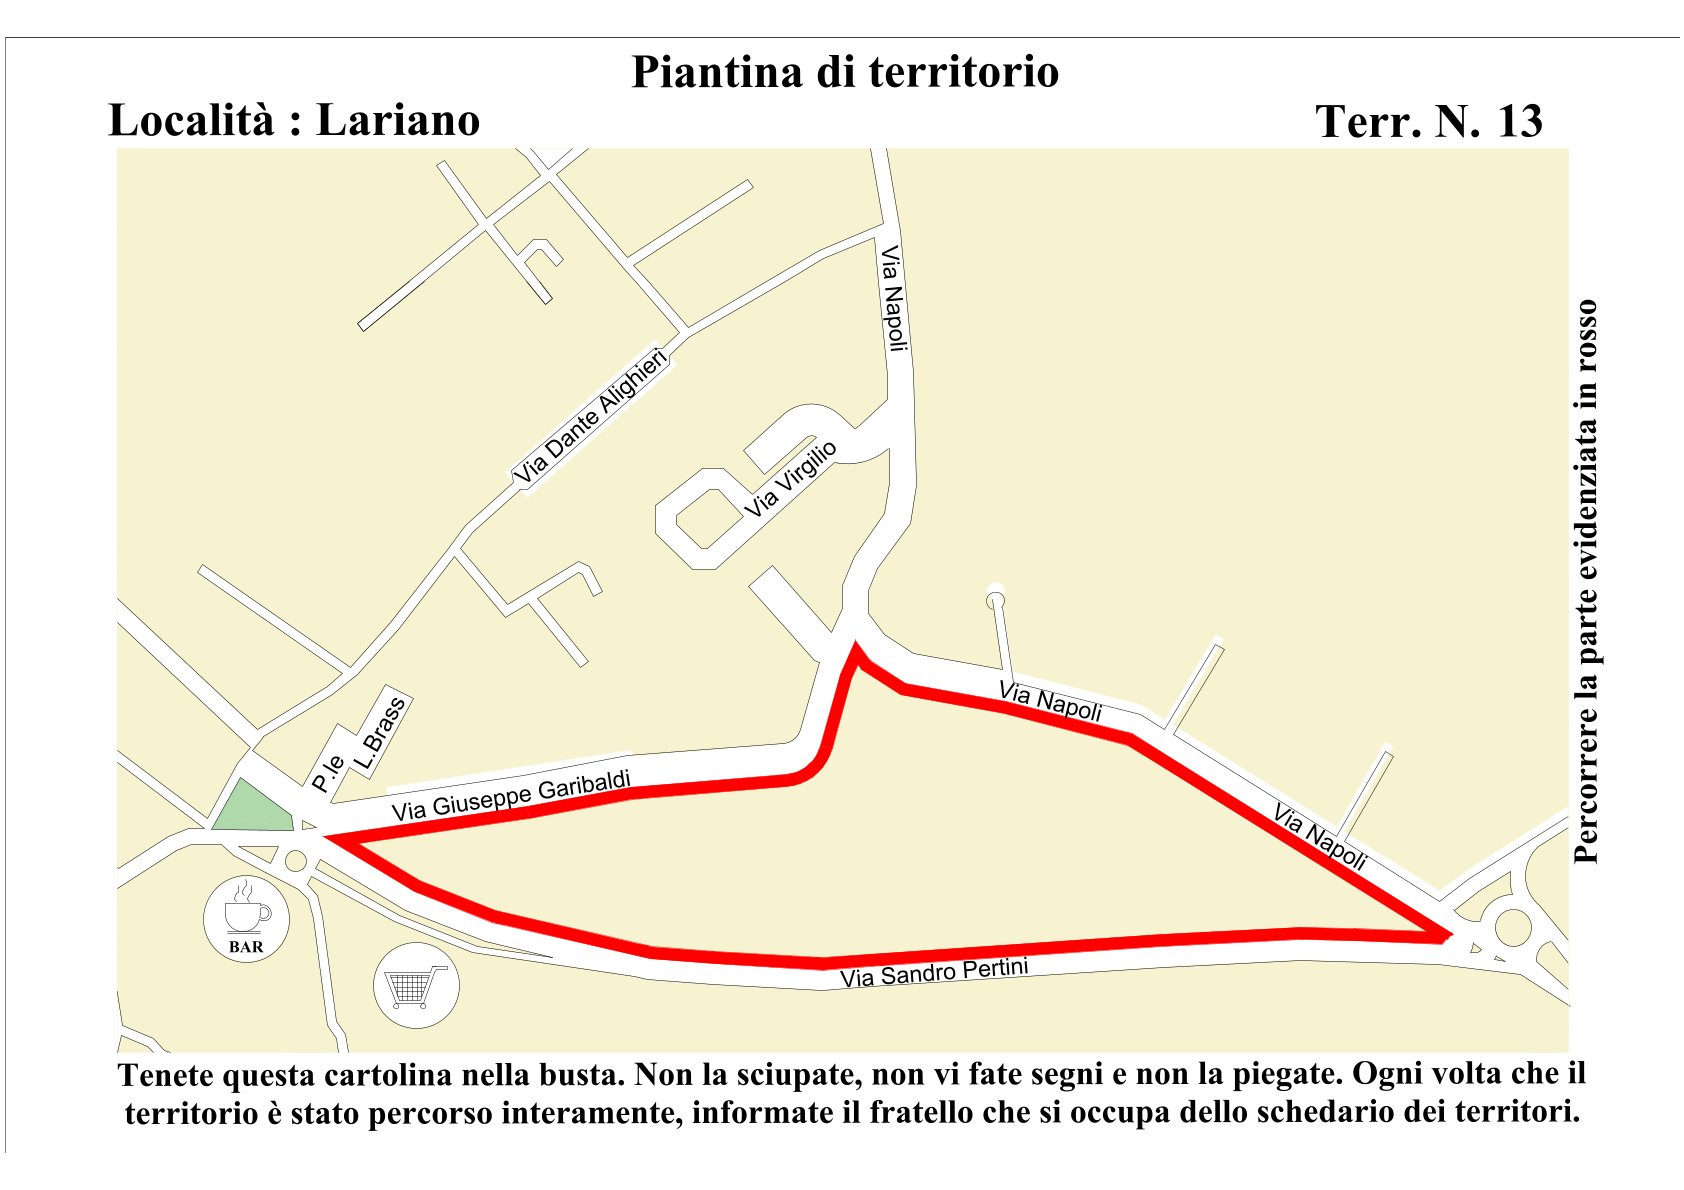 Piantina di territorio
Località : Lariano
Terr. N. 13
Via Napoli
Via Dante Alighieri
Via Virgilio
Percorrere la parte evidenziata in rosso
Via Napoli
P.le
L.Brass
Via Giuseppe Garibaldi
Via Napoli
BAR
Via Sandro Pertini
Tenete questa cartolina nella busta. Non la sciupate, non vi fate segni e non la piegate. Ogni volta che il
territorio è stato percorso interamente, informate il fratello che si occupa dello schedario dei territori.